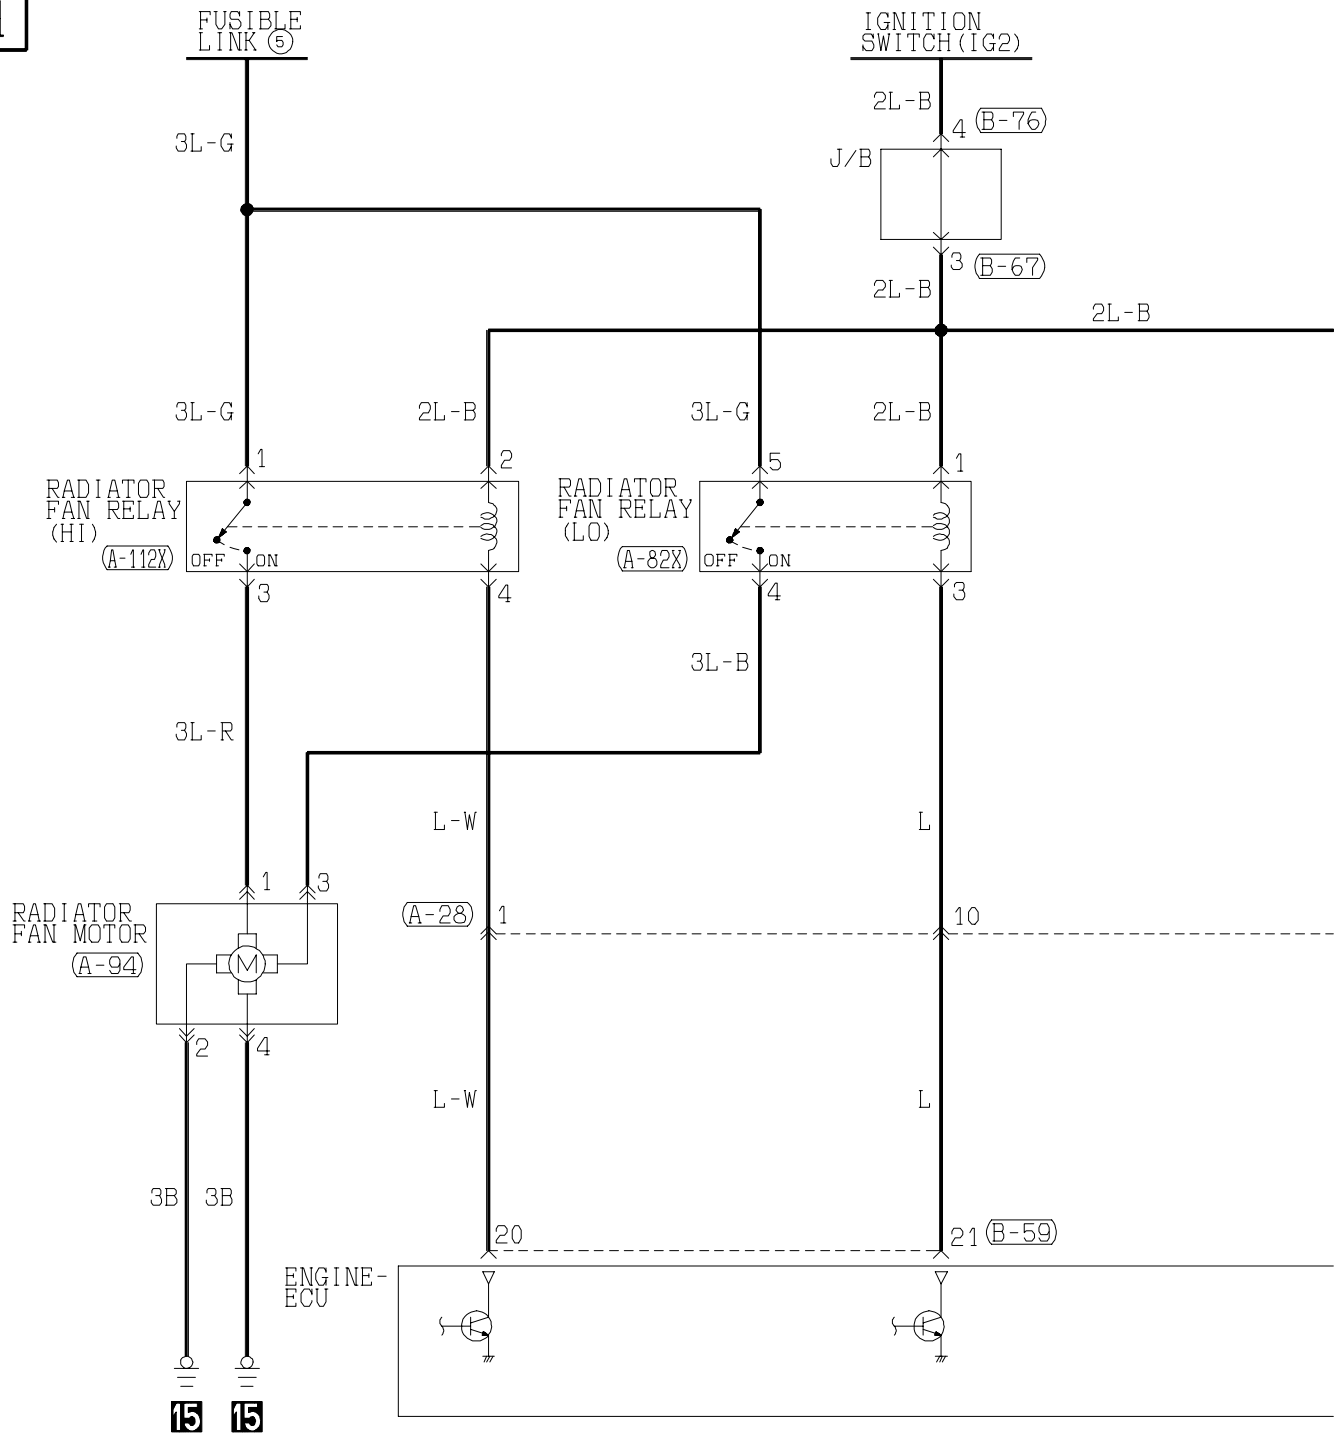 FUSIBLE
LINK ⑤
IGNITION
SWITCH(IG2)
2L-B
4
B-76
3L-G
J/B
3
B-67
2L-B
2L-B
3L-G
2L-B
3L-G
2L-B
1
2
5
1
RADIATOR
FAN RELAY
(HI)
A-112X
OFF
ON
RADIATOR
FAN RELAY
(LO)
A-82X
OFF
ON
3
4
4
3
3L-B
3L-R
L-W
L
1
3
RADIATOR
FAN MOTOR
A-94
M
A-28
1
10
2
4
L-W
L
3B
3B
20
21
B-59
ENGINE-
ECU
15
15